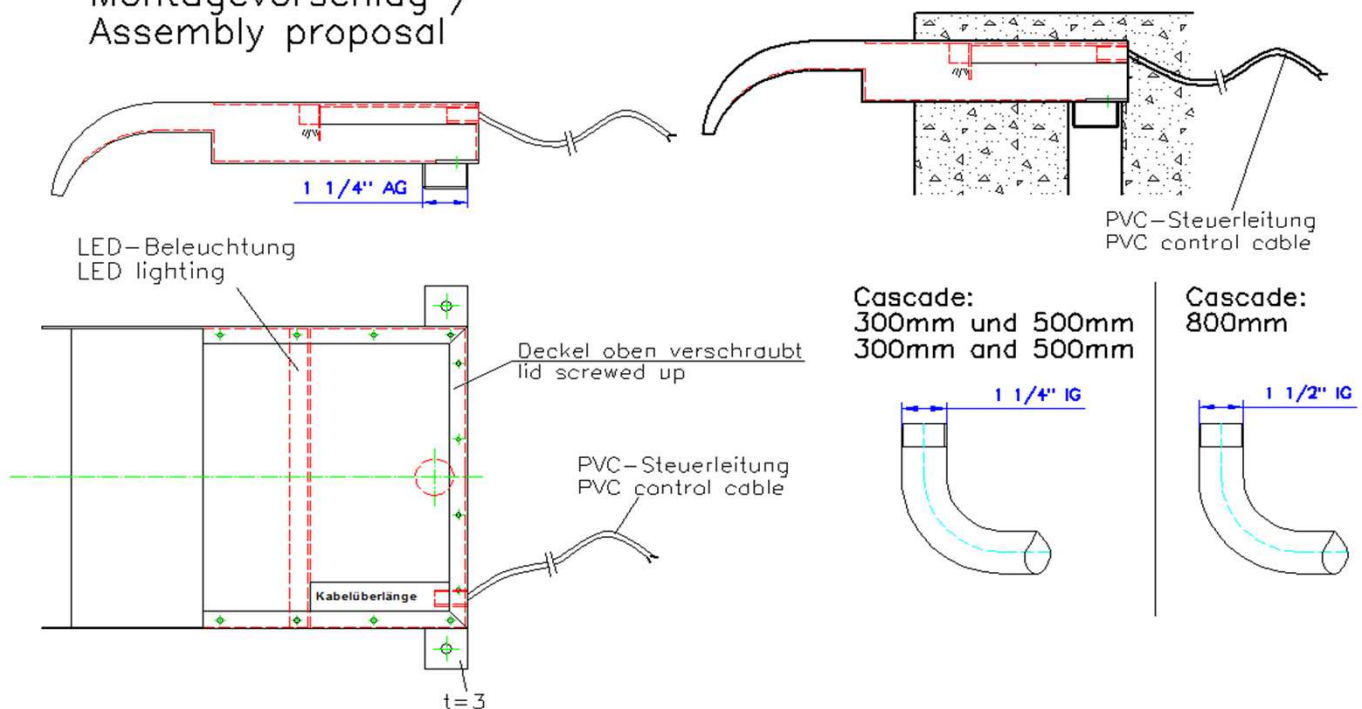 Montagevorschlag /
Assembly proposal
1 1/4" AG
PVC-Steuerleitung
PVC control cable
LED-Beleuchtung
LED lighting
Deckel oben verschraubt
lid screwed up
PVC-Steuerleitung
PVC control cable
Kabelüberlänge
t=3
Cascade:
300mm und 500mm
300mm and 500mm
1 1/4" IG
Cascade:
800mm
1 1/2" IG